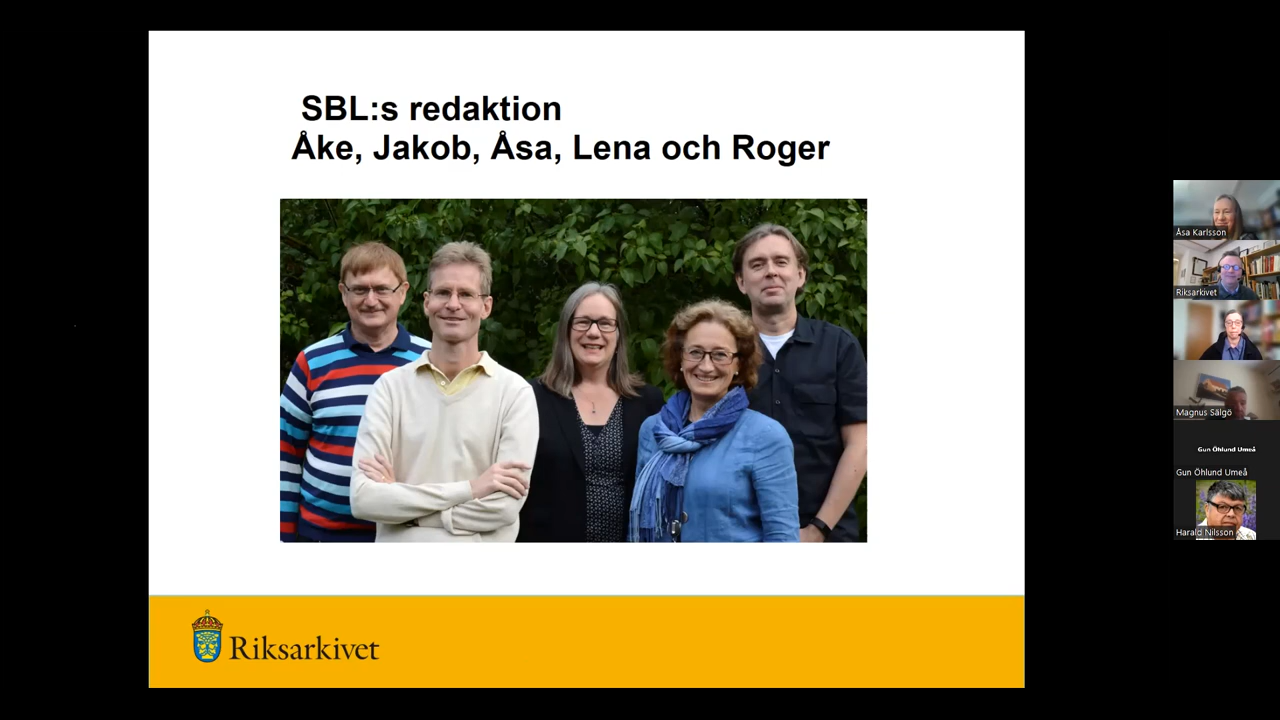 SBL:s redaktion
Åke, Jakob, Åsa, Lena och Roger
Riksarkivet
Åsa Karlsson
Riksarkivet
Magnus Sälgö
Gun Öhlund Umeå
Gun Öhlund Umeå
Harald Nilsson